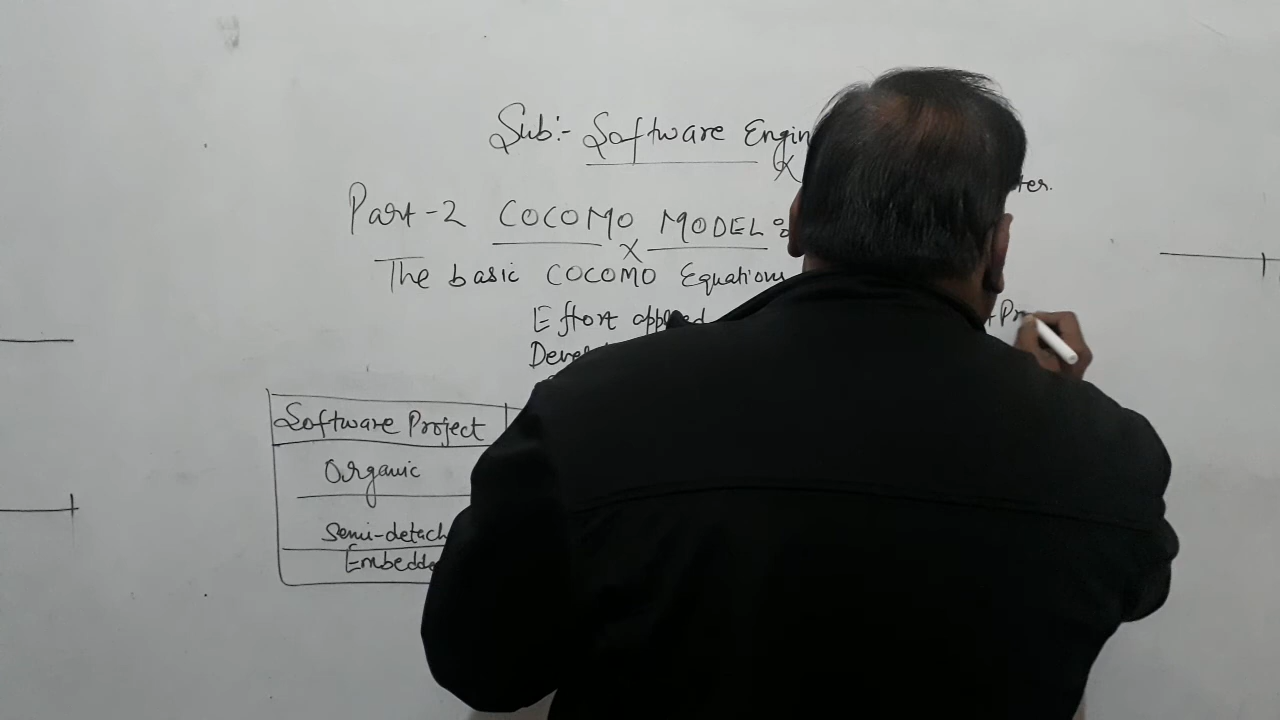 Sub:- Software Engin
ter.
Part-2 COCOMO MODEL :
The basic COCOMO Equations
Effort applied
Software Project
Organic
Semi-detach
Embedd